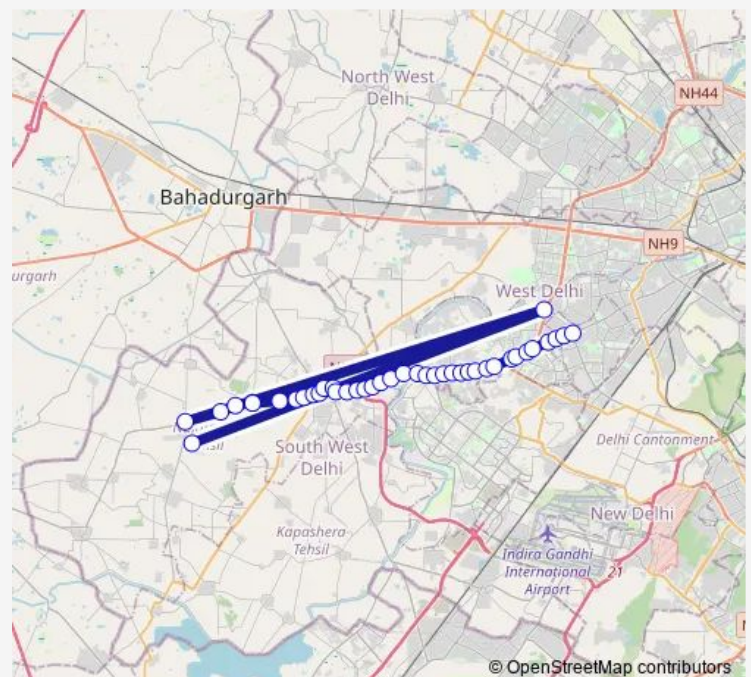 North West
Delhi
NH44
Bahadurgarh
NH9
urgarh
West Delhi
South West
Delhi
Delhi Cantonment
Kapashera
Tehsil
New Delhi
Indira Gandhi
International
Airport
21
© OpenStreetMap contributors